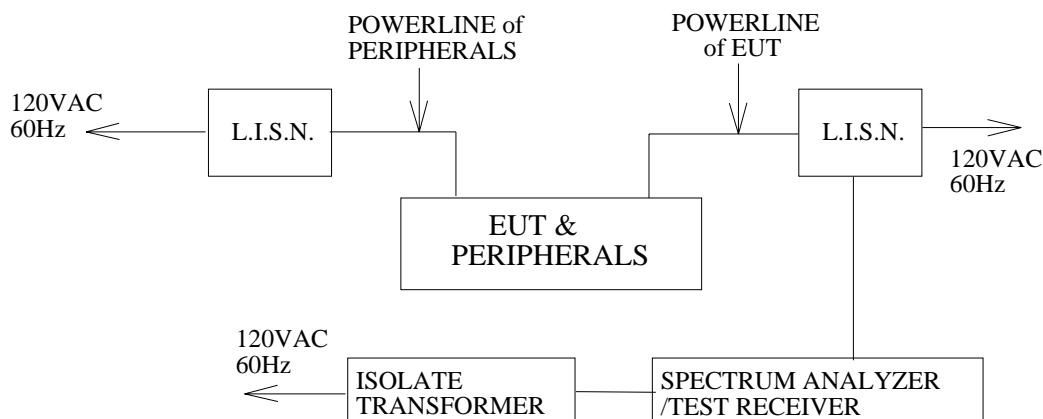 POWERLINE of
PERIPHERALS
POWERLINE
of EUT
120VAC
60Hz
L.I.S.N.
L.I.S.N.
120VAC
60Hz
EUT &
PERIPHERALS
120VAC
60Hz
ISOLATE
TRANSFORMER
SPECTRUM ANALYZER
/TEST RECEIVER